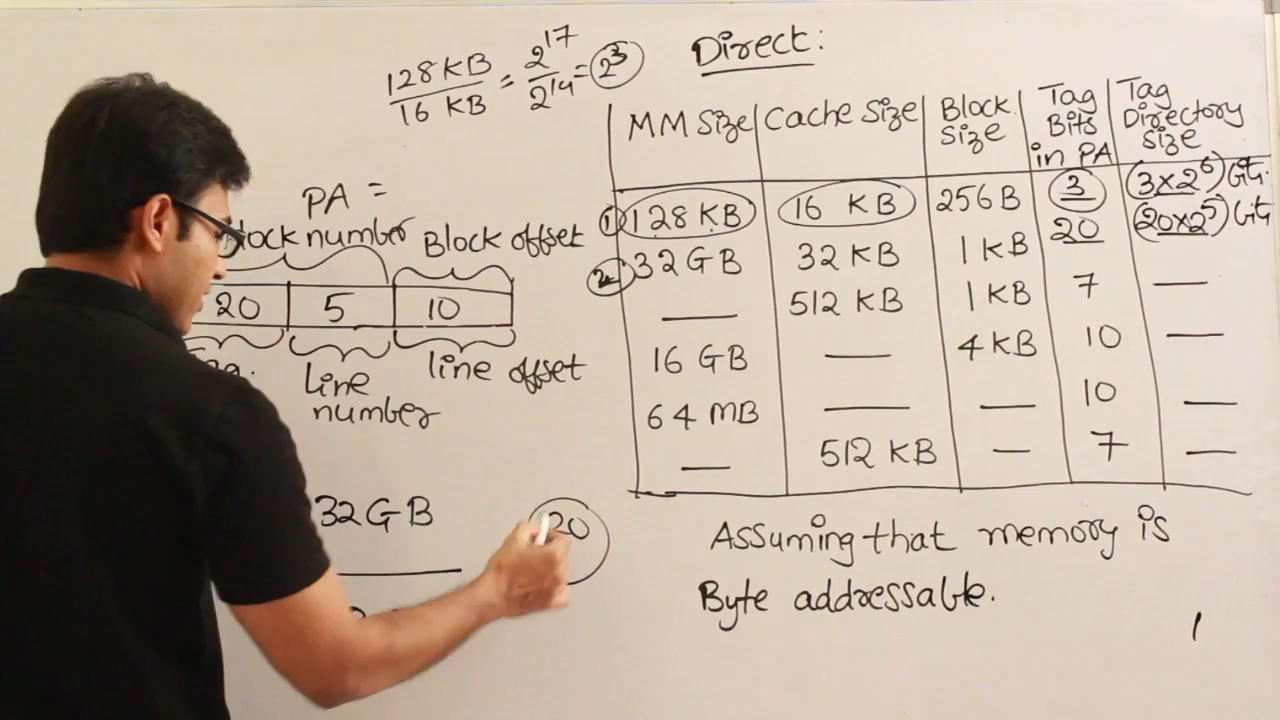 Direct:
128 KB / 16 KB = 2^17 / 2^14 = 2^3
MM Size | Cache Size | Block Size | Tag Bits in PA | Tag Directory Size
1) 128 KB | 16 KB | 256 B | 3 | (3×2^6) bits.
2) 32 GB | 32 KB | 1 KB | 20 | (20×2^5) bits
— | 512 KB | 1 KB | 7 | —
16 GB | — | 4 KB | 10 | —
64 MB | — | — | 10 | —
— | 512 KB | — | 7 | —
PA =
lock number Block offset
20 | 5 | 10
line number
line offset
32 GB
20
Assuming that memory is
Byte addressable.